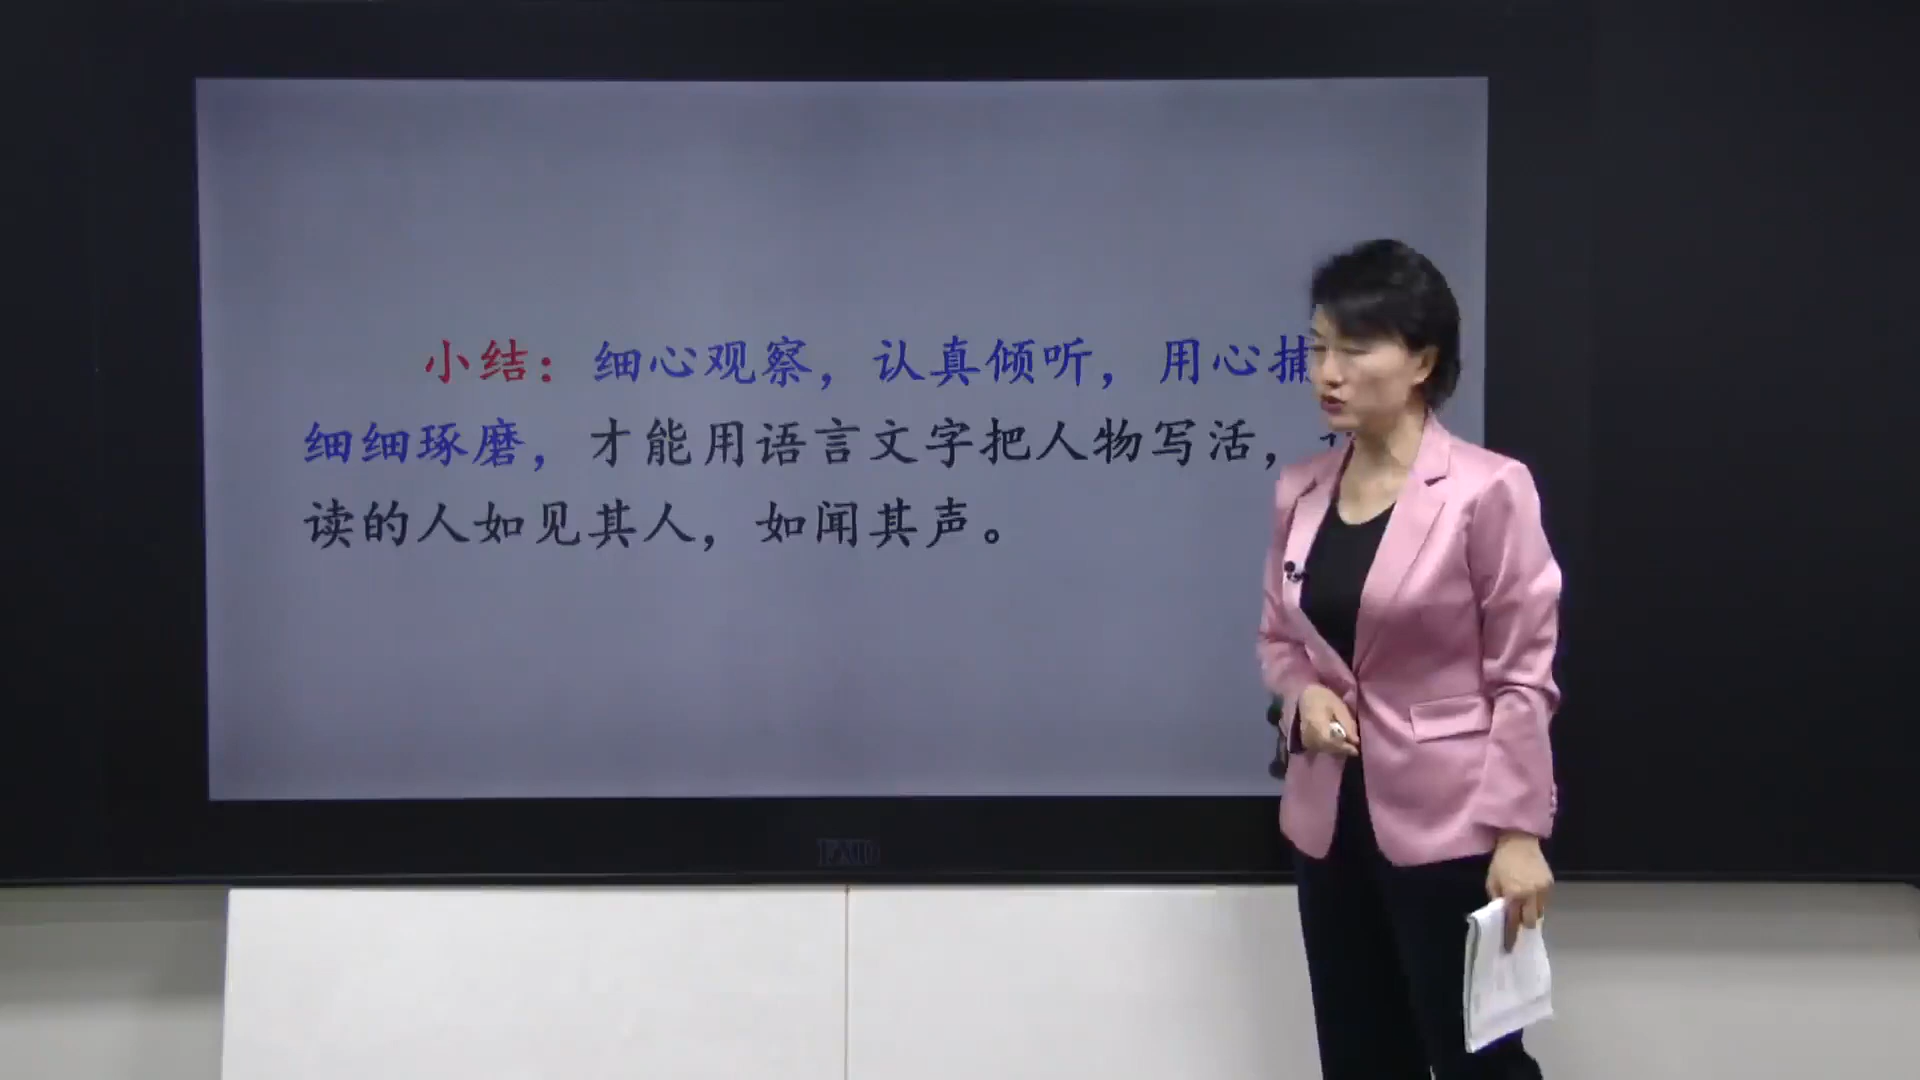 小结：细心观察，认真倾听，用心捕
细细琢磨，才能用语言文字把人物写活，
读的人如见其人，如闻其声。